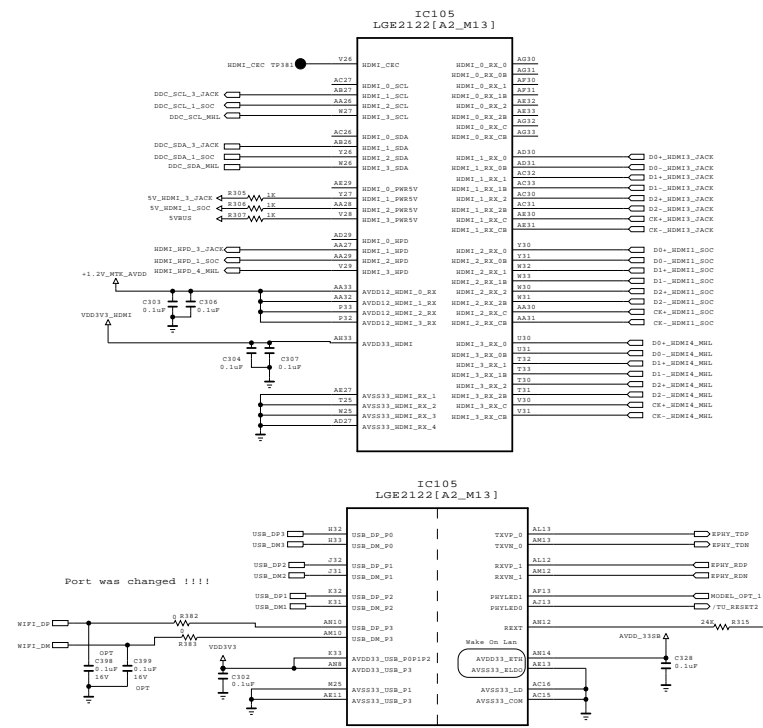 IC105
LGE2122[A2_M13]
HDMI_CEC TP381 V26 HDMI_CEC
AC27 HDMI_0_SCL
DDC_SCL_3_JACK AB27 HDMI_1_SCL
DDC_SCL_1_SOC AA26 HDMI_2_SCL
DDC_SCL_MHL W27 HDMI_3_SCL
AC26 HDMI_0_SDA
DDC_SDA_3_JACK AB26 HDMI_1_SDA
DDC_SDA_1_SOC Y26 HDMI_2_SDA
DDC_SDA_MHL W26 HDMI_3_SDA
AE29 HDMI_0_PWR5V
5V_HDMI_3_JACK R305 1K Y27 HDMI_1_PWR5V
5V_HDMI_1_SOC R306 1K AA28 HDMI_2_PWR5V
5VBUS R307 1K V28 HDMI_3_PWR5V
AD29 HDMI_0_HPD
HDMI_HPD_3_JACK AA27 HDMI_1_HPD
HDMI_HPD_1_SOC AA29 HDMI_2_HPD
HDMI_HPD_4_MHL V29 HDMI_3_HPD
+1.2V_MTK_AVDD
AA33 AVDD12_HDMI_0_RX
AA32 AVDD12_HDMI_1_RX
P33 AVDD12_HDMI_2_RX
P32 AVDD12_HDMI_3_RX
C303 0.1uF
C306 0.1uF
VDD3V3_HDMI
AH33 AVDD33_HDMI
C304 0.1uF
C307 0.1uF
AE27 AVSS33_HDMI_RX_1
T25 AVSS33_HDMI_RX_2
W25 AVSS33_HDMI_RX_3
AD27 AVSS33_HDMI_RX_4
HDMI_0_RX_0 AG30
HDMI_0_RX_0B AG31
HDMI_0_RX_1 AF30
HDMI_0_RX_1B AF31
HDMI_0_RX_2 AE32
HDMI_0_RX_2B AE33
HDMI_0_RX_C AG32
HDMI_0_RX_CB AG33
HDMI_1_RX_0 AD30 D0+_HDMI3_JACK
HDMI_1_RX_0B AD31 D0-_HDMI3_JACK
HDMI_1_RX_1 AC32 D1+_HDMI3_JACK
HDMI_1_RX_1B AC33 D1-_HDMI3_JACK
HDMI_1_RX_2 AC30 D2+_HDMI3_JACK
HDMI_1_RX_2B AC31 D2-_HDMI3_JACK
HDMI_1_RX_C AE30 CK+_HDMI3_JACK
HDMI_1_RX_CB AE31 CK-_HDMI3_JACK
HDMI_2_RX_0 Y30 D0+_HDMI1_SOC
HDMI_2_RX_0B Y31 D0-_HDMI1_SOC
HDMI_2_RX_1 W32 D1+_HDMI1_SOC
HDMI_2_RX_1B W33 D1-_HDMI1_SOC
HDMI_2_RX_2 W30 D2+_HDMI1_SOC
HDMI_2_RX_2B W31 D2-_HDMI1_SOC
HDMI_2_RX_C AA30 CK+_HDMI1_SOC
HDMI_2_RX_CB AA31 CK-_HDMI1_SOC
HDMI_3_RX_0 U30 D0+_HDMI4_MHL
HDMI_3_RX_0B U31 D0-_HDMI4_MHL
HDMI_3_RX_1 T32 D1+_HDMI4_MHL
HDMI_3_RX_1B T33 D1-_HDMI4_MHL
HDMI_3_RX_2 T30 D2+_HDMI4_MHL
HDMI_3_RX_2B T31 D2-_HDMI4_MHL
HDMI_3_RX_C V30 CK+_HDMI4_MHL
HDMI_3_RX_CB V31 CK-_HDMI4_MHL
IC105
LGE2122[A2_M13]
USB_DP3 H32 USB_DP_P0
USB_DM3 H33 USB_DM_P0
USB_DP2 J32 USB_DP_P1
USB_DM2 J31 USB_DM_P1
Port was changed !!!!
USB_DP1 K32 USB_DP_P2
USB_DM1 K31 USB_DM_P2
WIFI_DP 0 R382 AN10 USB_DP_P3
WIFI_DM 0 R383 AM10 USB_DM_P3
OPT C398 0.1uF 16V
C399 0.1uF 16V OPT
VDD3V3
K33 AVDD33_USB_P0P1P2
AN8 AVDD33_USB_P3
C302 0.1uF
M25 AVSS33_USB_P1
AE11 AVSS33_USB_P3
TXVP_0 AL13 EPHY_TDP
TXVN_0 AM13 EPHY_TDN
RXVP_1 AL12 EPHY_RDP
RXVN_1 AM12 EPHY_RDN
PHYLED1 AF13 MODEL_OPT_1
PHYLED0 AJ13 /TU_RESET2
REXT AN12 24K R315
AVDD_33SB
Wake On Lan
AVDD33_ETH AN14
AVSS33_ELDO AE13
C328 0.1uF
AVSS33_LD AC16
AVSS33_COM AC15